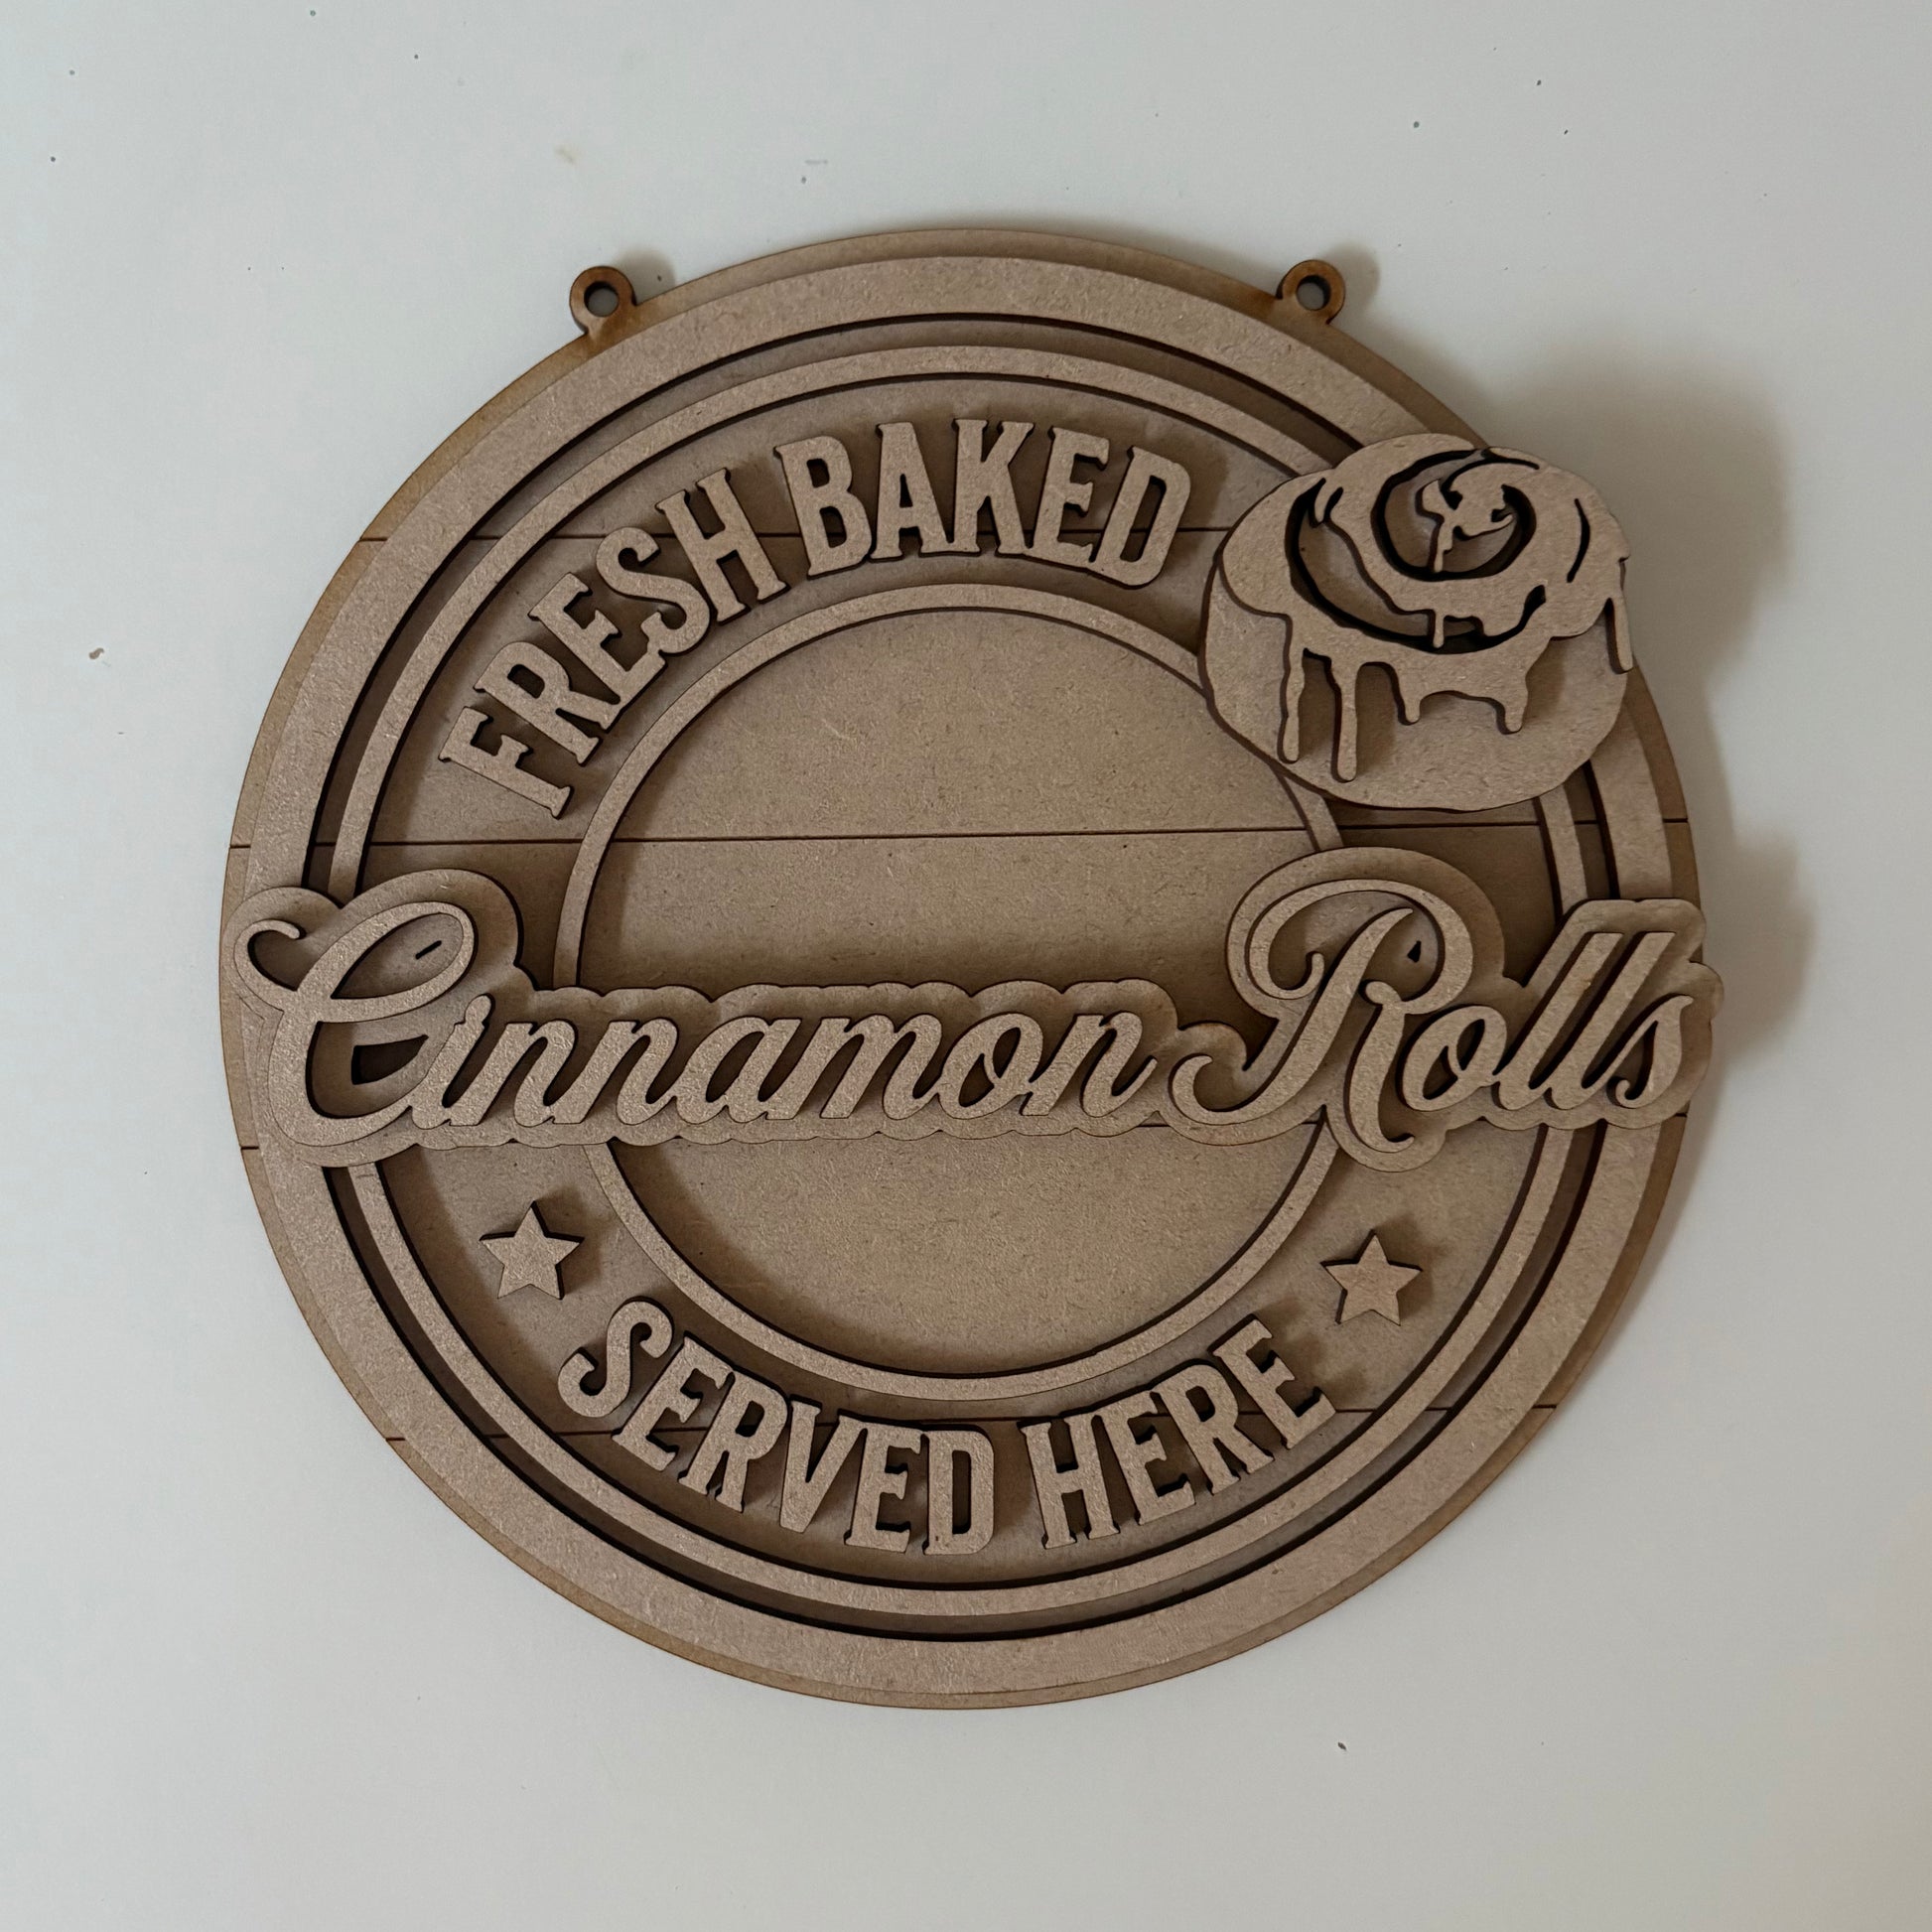 FRESH BAKED
Cinnamon Rolls
SERVED HERE